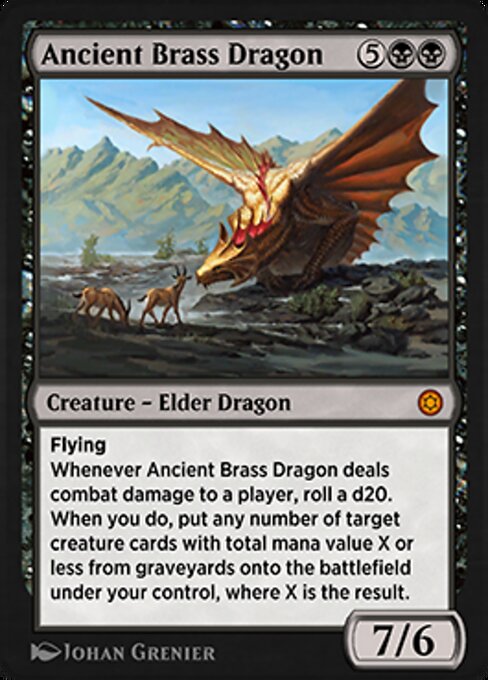 Ancient Brass Dragon 5
Creature – Elder Dragon
Flying
Whenever Ancient Brass Dragon deals
combat damage to a player, roll a d20.
When you do, put any number of target
creature cards with total mana value X or
less from graveyards onto the battlefield
under your control, where X is the result.
7/6
Johan Grenier